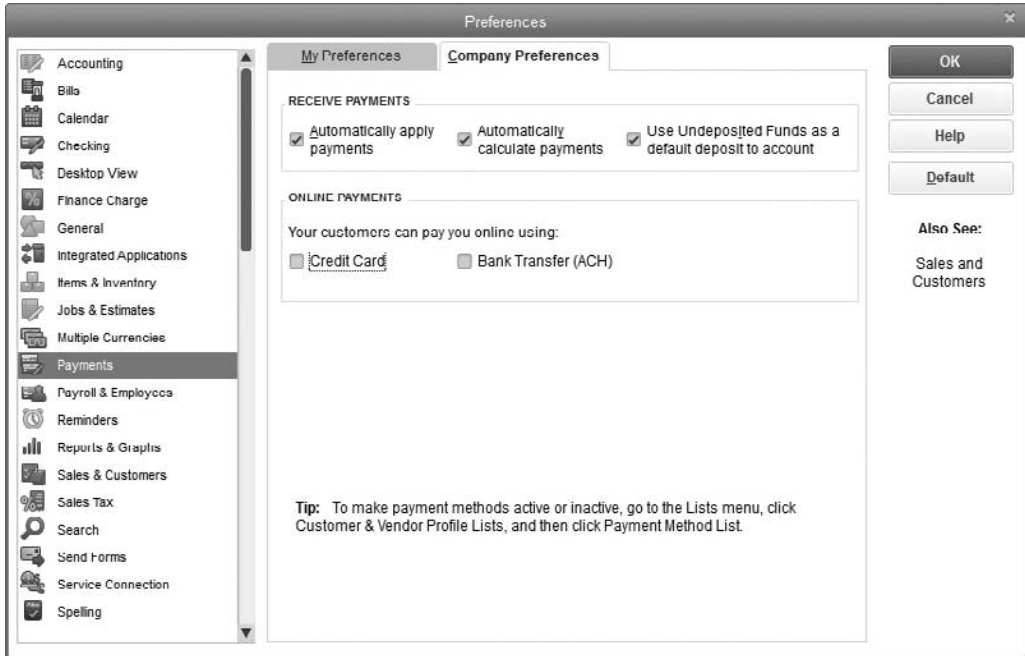 Preferences
Accounting
Bills
Calendar
Checking
Desktop View
Finance Charge
General
Integrated Applications
Items & Inventory
Jobs & Estimates
Multiple Currencies
Payments
Payroll & Employees
Reminders
Reports & Graphs
Sales & Customers
Sales Tax
Search
Send Forms
Service Connection
Spelling
My Preferences
Company Preferences
RECEIVE PAYMENTS
Automatically apply
payments
Automatically
calculate payments
Use Undeposited Funds as a
default deposit to account
ONLINE PAYMENTS
Your customers can pay you online using:
Credit Card
Bank Transfer (ACH)
Tip: To make payment methods active or inactive, go to the Lists menu, click
Customer & Vendor Profile Lists, and then click Payment Method List.
OK
Cancel
Help
Default
Also See:
Sales and
Customers